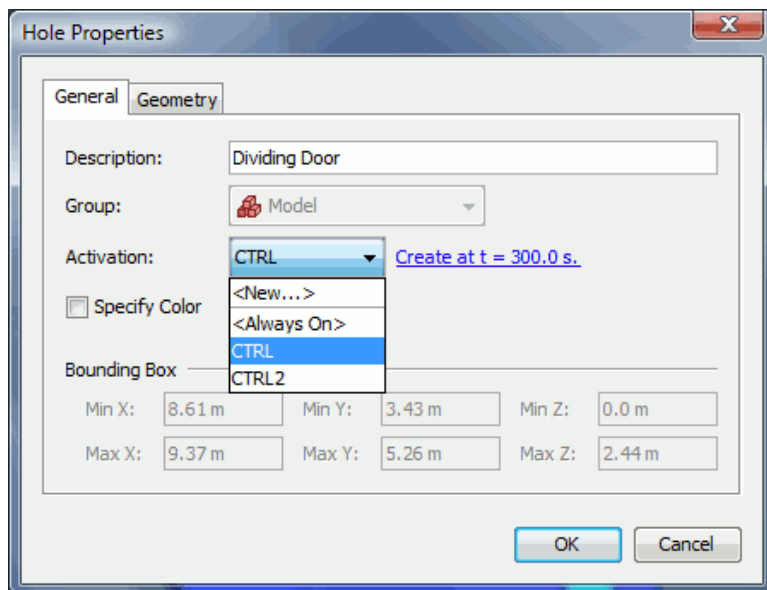 Hole Properties
General Geometry
Description: Dividing Door
Group: Model
Activation: CTRL Create at t = 300.0 s.
<New...>
Specify Color
<Always On>
CTRL
Bounding Box
CTRL2
Min X: 8.61 m Min Y: 3.43 m Min Z: 0.0 m
Max X: 9.37 m Max Y: 5.26 m Max Z: 2.44 m
OK Cancel